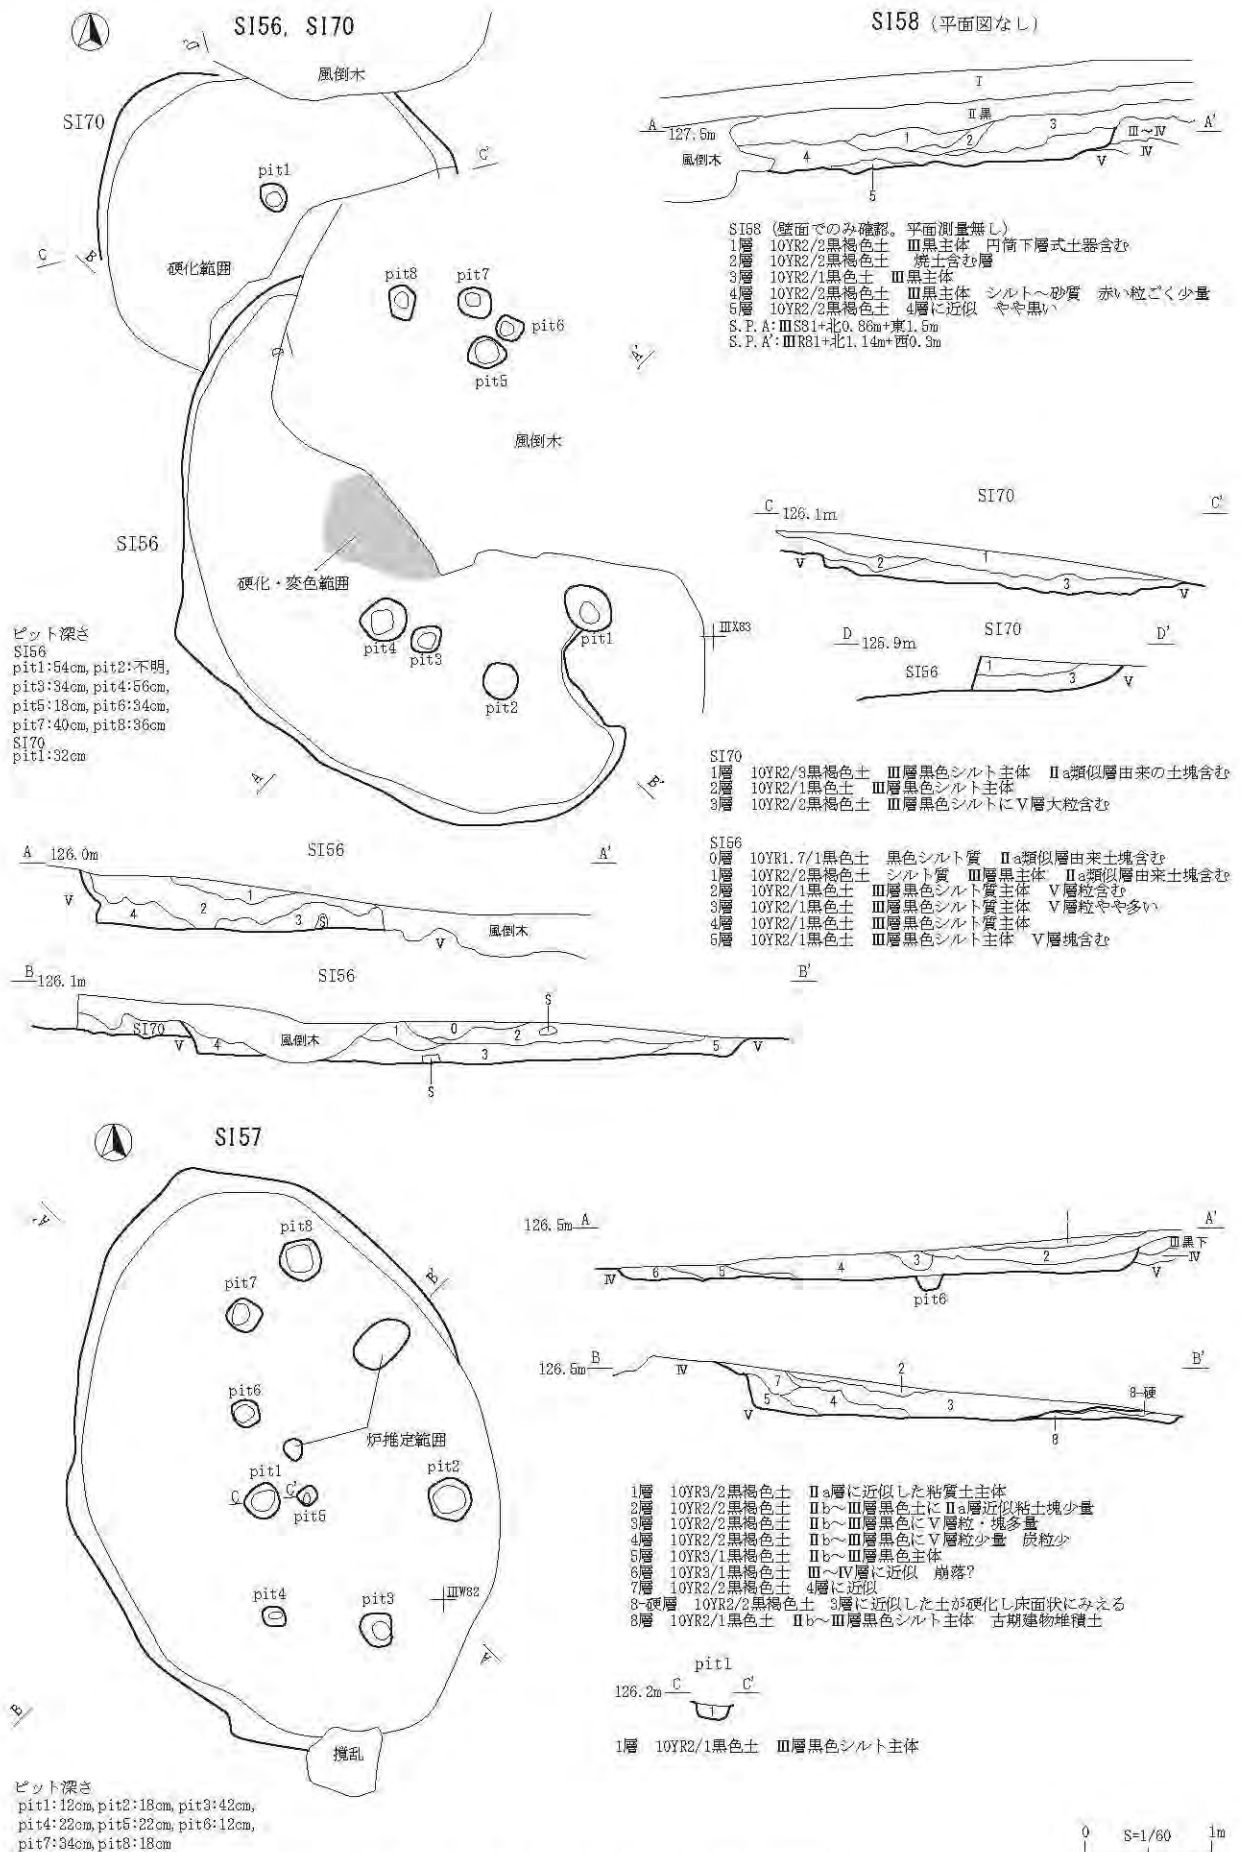 SI56, SI70
風倒木
SI70
pit1
硬化範囲
C
B
D
C'
pit8
pit7
pit6
pit5
D'
A'
風倒木
SI56
硬化・変色範囲
pit4
pit3
pit1
pit2
ⅢX83
A
B'
ピット深さ
SI56
pit1:54cm, pit2:不明,
pit3:34cm, pit4:56cm,
pit5:18cm, pit6:34cm,
pit7:40cm, pit8:36cm
SI70
pit1:32cm
SI58 (平面図なし)
Ⅰ
Ⅱ黒
A
127.5m
A'
風倒木
1
2
3
4
5
Ⅲ~Ⅳ
Ⅳ
Ⅴ
SI58 (壁面でのみ確認。平面測量無し)
1層 10YR2/2黒褐色土 Ⅲ黒主体 円筒下層式土器含む
2層 10YR2/2黒褐色土 焼土含む層
3層 10YR2/1黒色土 Ⅲ黒主体
4層 10YR2/2黒褐色土 Ⅲ黒主体 シルト~砂質 赤い粒ごく少量
5層 10YR2/2黒褐色土 4層に近似 やや黒い
S.P.A:ⅢS81+北0.86m+東1.5m
S.P.A':ⅢR81+北1.14m+西0.3m
SI70
C 126.1m
C'
Ⅴ
2
1
3
Ⅴ
SI70
D 125.9m
D'
SI56
1
3
Ⅴ
SI70
1層 10YR2/3黒褐色土 Ⅲ層黒色シルト主体 Ⅱa類似層由来の土塊含む
2層 10YR2/1黒色土 Ⅲ層黒色シルト主体
3層 10YR2/2黒褐色土 Ⅲ層黒色シルトにⅤ層大粒含む
SI56
0層 10YR1.7/1黒色土 黒色シルト質 Ⅱa類似層由来土塊含む
1層 10YR2/2黒褐色土 シルト質 Ⅲ層黒主体 Ⅱa類似層由来土塊含む
2層 10YR2/1黒色土 Ⅲ層黒色シルト質主体 Ⅴ層粒含む
3層 10YR2/1黒色土 Ⅲ層黒色シルト質主体 Ⅴ層粒やや多い
4層 10YR2/1黒色土 Ⅲ層黒色シルト質主体
5層 10YR2/1黒色土 Ⅲ層黒色シルト主体 Ⅴ層塊含む
A 126.0m
SI56
A'
Ⅴ
4
2
1
3
S
Ⅴ
風倒木
B 126.1m
SI56
B'
SI70
Ⅴ
4
風倒木
1
0
2
S
3
S
5
Ⅴ
SI57
A'
pit8
pit7
B'
pit6
炉推定範囲
pit1
C
C'
pit5
pit2
pit4
pit3
ⅢW82
A
B
撹乱
ピット深さ
pit1:12cm, pit2:18cm, pit3:42cm,
pit4:22cm, pit5:22cm, pit6:12cm,
pit7:34cm, pit8:18cm
126.5m A
A'
Ⅲ黒下
Ⅳ
Ⅴ
Ⅳ
6
5
4
3
2
pit6
126.5m B
B'
Ⅳ
Ⅴ
7
5
4
2
3
8-硬
8
1層 10YR3/2黒褐色土 Ⅱa層に近似した粘質土主体
2層 10YR2/2黒褐色土 Ⅱb~Ⅲ層黒色土にⅡa層近似粘土塊少量
3層 10YR2/2黒褐色土 Ⅱb~Ⅲ層黒色にⅤ層粒・塊多量
4層 10YR2/2黒褐色土 Ⅱb~Ⅲ層黒色にⅤ層粒少量 炭粒少
5層 10YR3/1黒褐色土 Ⅱb~Ⅲ層黒色主体
6層 10YR3/1黒褐色土 Ⅲ~Ⅳ層に近似 崩落?
7層 10YR2/2黒褐色土 4層に近似
8-硬層 10YR2/2黒褐色土 3層に近似した土が硬化し床面状にみえる
8層 10YR2/1黒色土 Ⅱb~Ⅲ層黒色シルト主体 古期建物堆積土
pit1
126.2m C
C'
1
1層 10YR2/1黒色土 Ⅲ層黒色シルト主体
0 S=1/60 1m